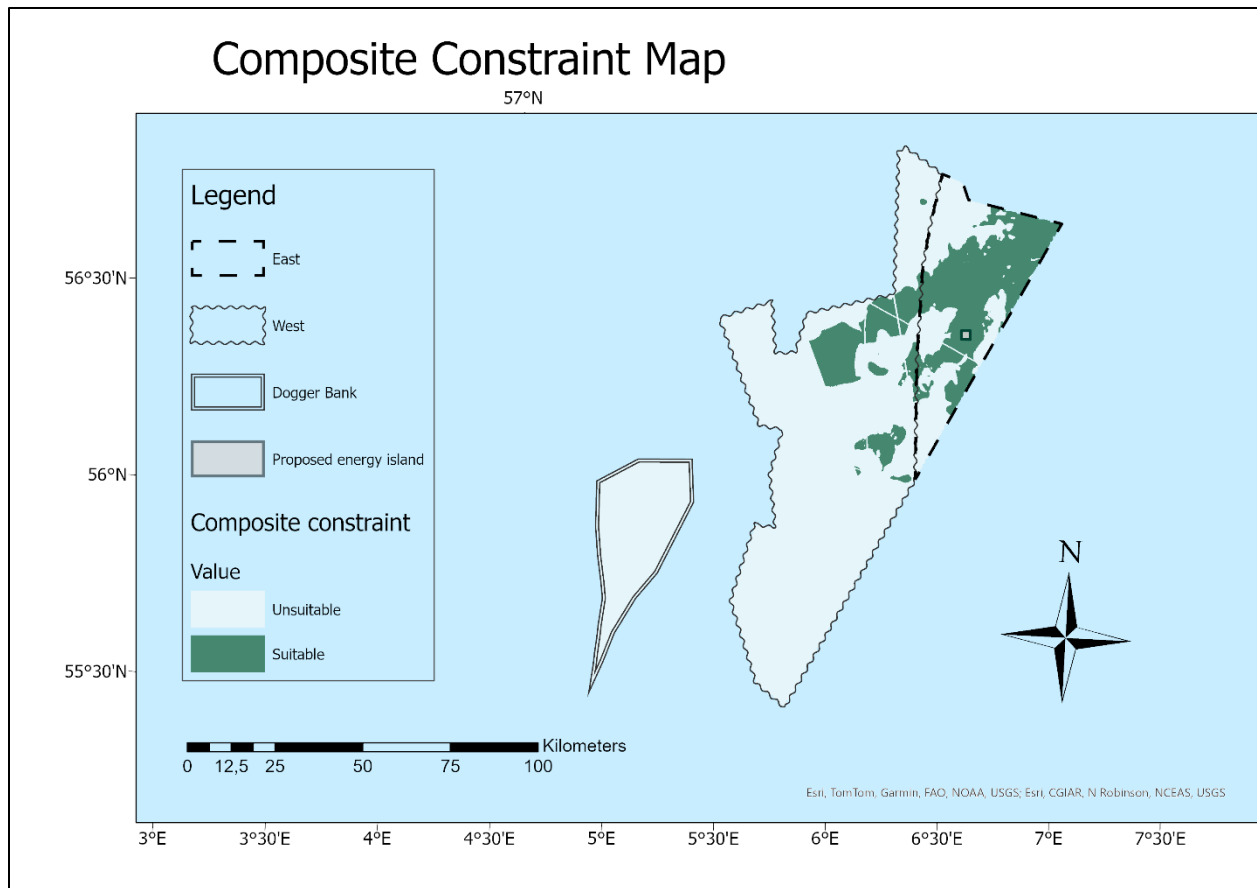 Composite Constraint Map
57°N
Legend
East
West
Dogger Bank
Proposed energy island
Composite constraint
Value
Unsuitable
Suitable
56°30'N
56°N
55°30'N
N
Kilometers
0 12,5 25 50 75 100
Esri, TomTom, Garmin, FAO, NOAA, USGS; Esri, CGIAR, N Robinson, NCEAS, USGS
3°E 3°30'E 4°E 4°30'E 5°E 5°30'E 6°E 6°30'E 7°E 7°30'E